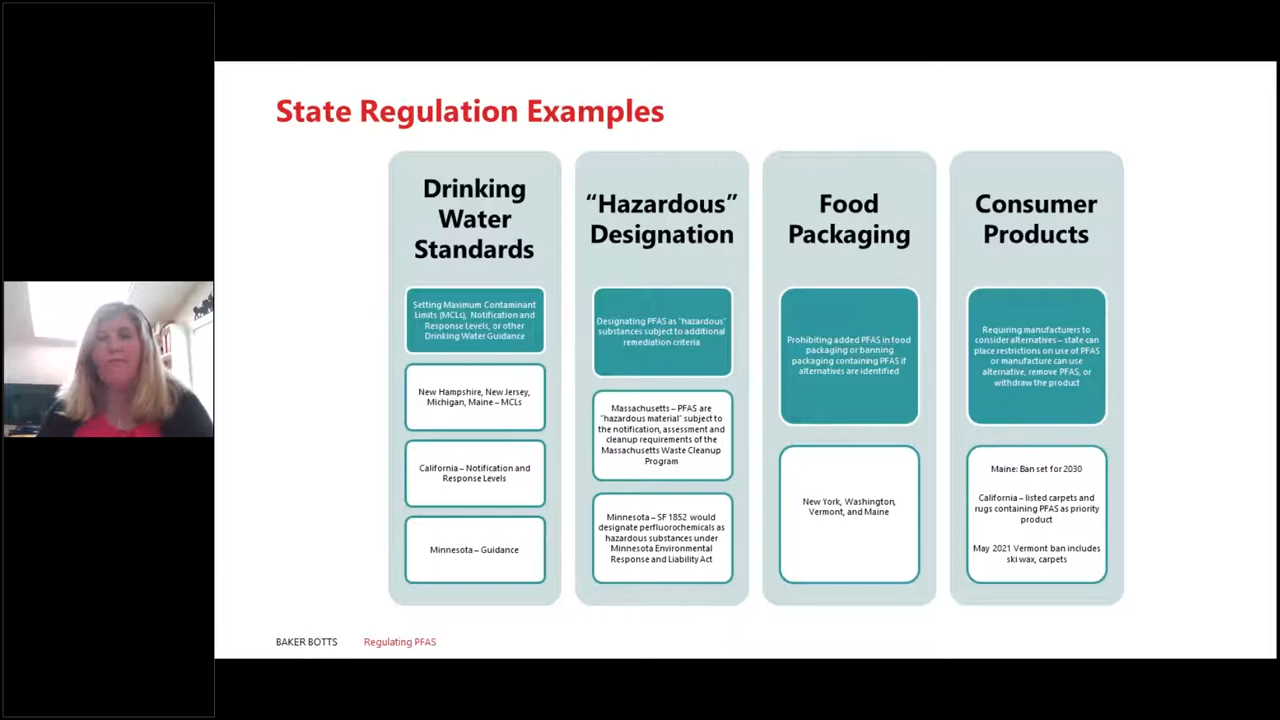 State Regulation Examples
Drinking
Water
Standards
Setting Maximum Contaminant
Limits (MCLs), Notification and
Response Levels, or other
Drinking Water Guidance
New Hampshire, New Jersey,
Michigan, Maine – MCLs
California – Notification and
Response Levels
Minnesota – Guidance
“Hazardous”
Designation
Designating PFAS as “hazardous”
substances subject to additional
remediation criteria
Massachusetts – PFAS are
“hazardous material” subject to
the notification, assessment and
cleanup requirements of the
Massachusetts Waste Cleanup
Program
Minnesota – SF 1852 would
designate perfluorochemicals as
hazardous substances under
Minnesota Environmental
Response and Liability Act
Food
Packaging
Prohibiting added PFAS in food
packaging or banning
packaging containing PFAS if
alternatives are identified
New York, Washington,
Vermont, and Maine
Consumer
Products
Requiring manufacturers to
consider alternatives – state can
place restrictions on use of PFAS
or manufacture can use
alternative, remove PFAS, or
withdraw the product
Maine: Ban set for 2030
California – listed carpets and
rugs containing PFAS as priority
product
May 2021 Vermont ban includes
ski wax, carpets
BAKER BOTTS Regulating PFAS